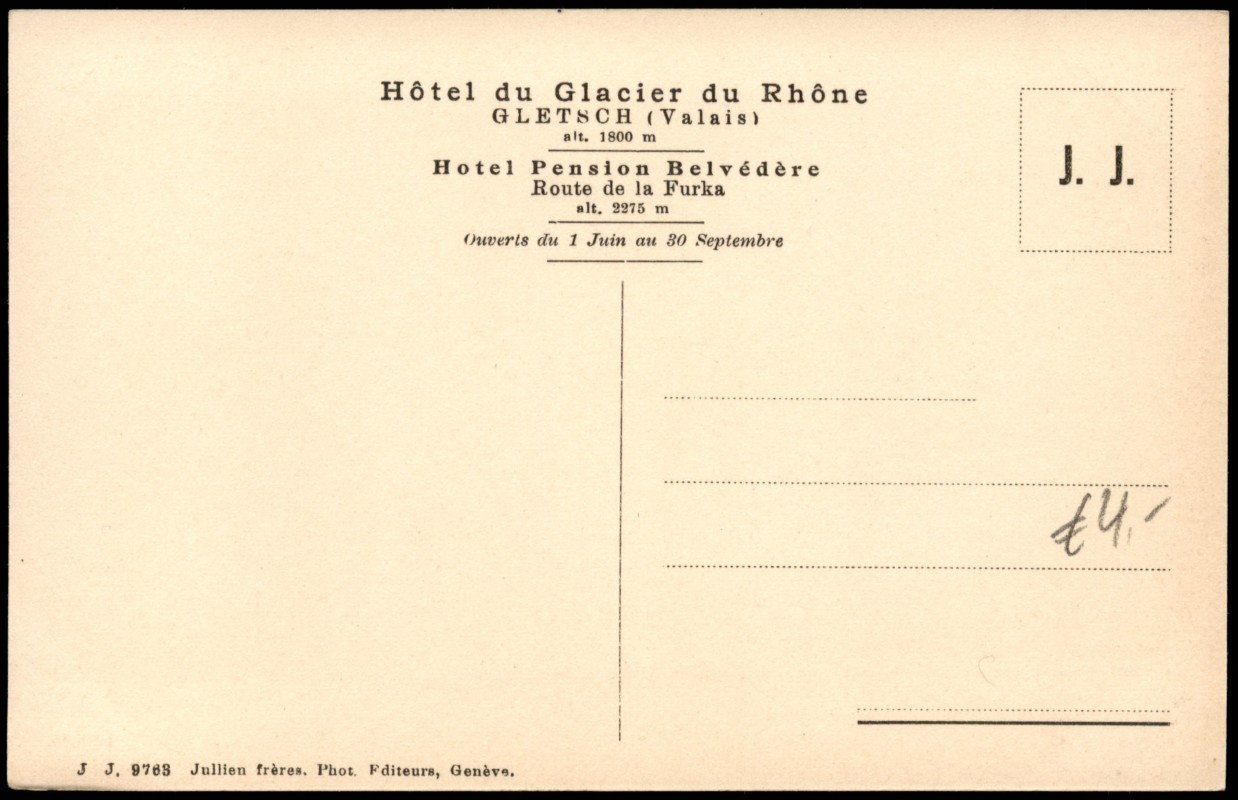 Hôtel du Glacier du Rhône
GLETSCH (Valais)
alt. 1800 m
Hotel Pension Belvédère
Route de la Furka
alt. 2275 m
Ouverts du 1 Juin au 30 Septembre
J. J.
£4,-
J J. 9763 Jullien frères. Phot. Editeurs, Genève.